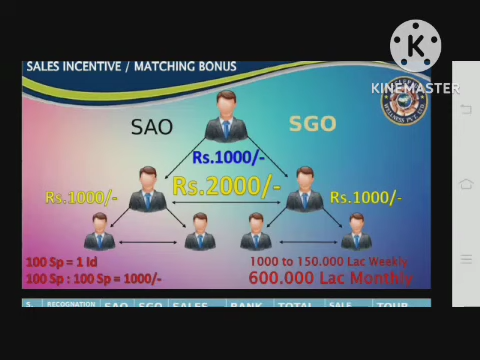 SALES INCENTIVE / MATCHING BONUS
KINEMASTER
SAO
SGO
Rs.1000/-
Rs.1000/-
Rs.2000/-
Rs.1000/-
100 Sp = 1 Id
1000 to 150.000 Lac Weekly
100 Sp : 100 Sp = 1000/-
600.000 Lac Monthly
S. RECOGNATION SAO SGO SALES RANK TOTAL SALE TOUR